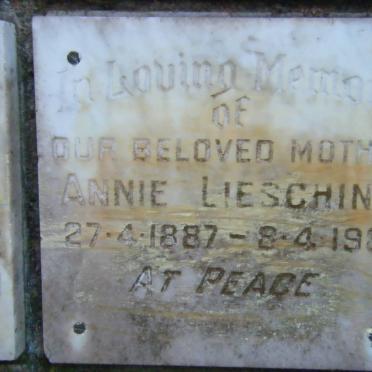 In Loving Memo
of
OUR BELOVED MOTH
ANNIE LIESCHIN
27·4·1887 – 8·4·19
AT PEACE